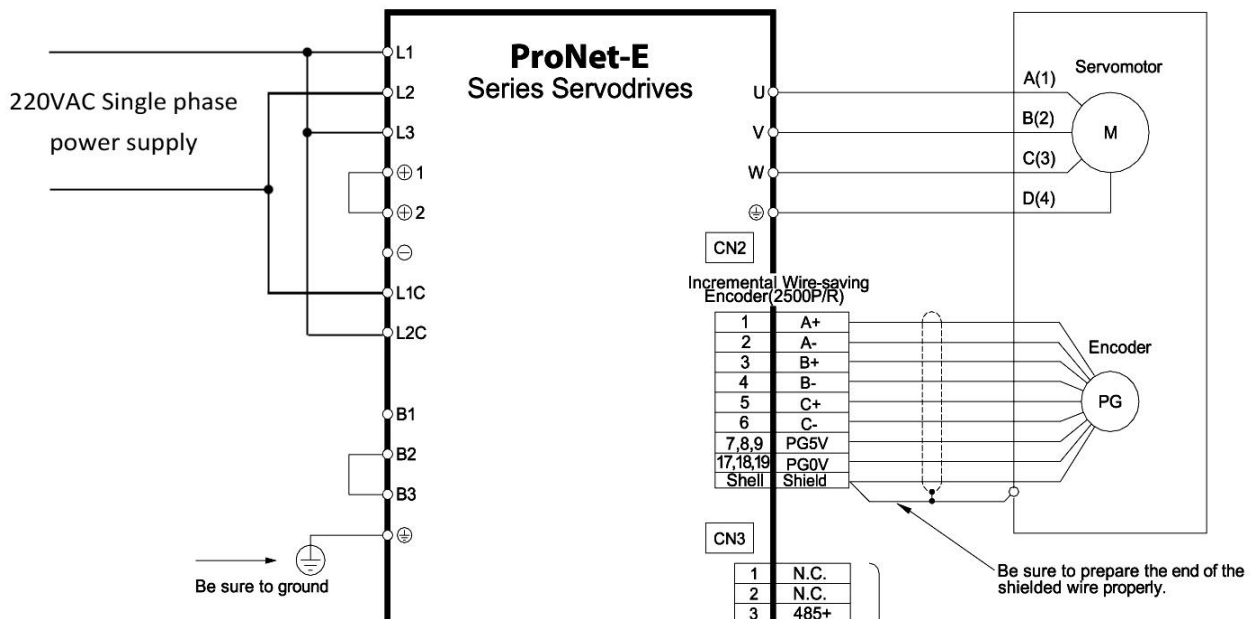 ProNet-E
Series Servodrives
220VAC Single phase
power supply
L1
L2
L3
⊕1
⊕2
⊖
L1C
L2C
B1
B2
B3
Be sure to ground
U
V
W
A(1)
B(2)
C(3)
D(4)
Servomotor
M
CN2
Incremental Wire-saving
Encoder(2500P/R)
1 A+
2 A-
3 B+
4 B-
5 C+
6 C-
7,8,9 PG5V
17,18,19 PG0V
Shell Shield
Encoder
PG
Be sure to prepare the end of the
shielded wire properly.
CN3
1 N.C.
2 N.C.
3 485+